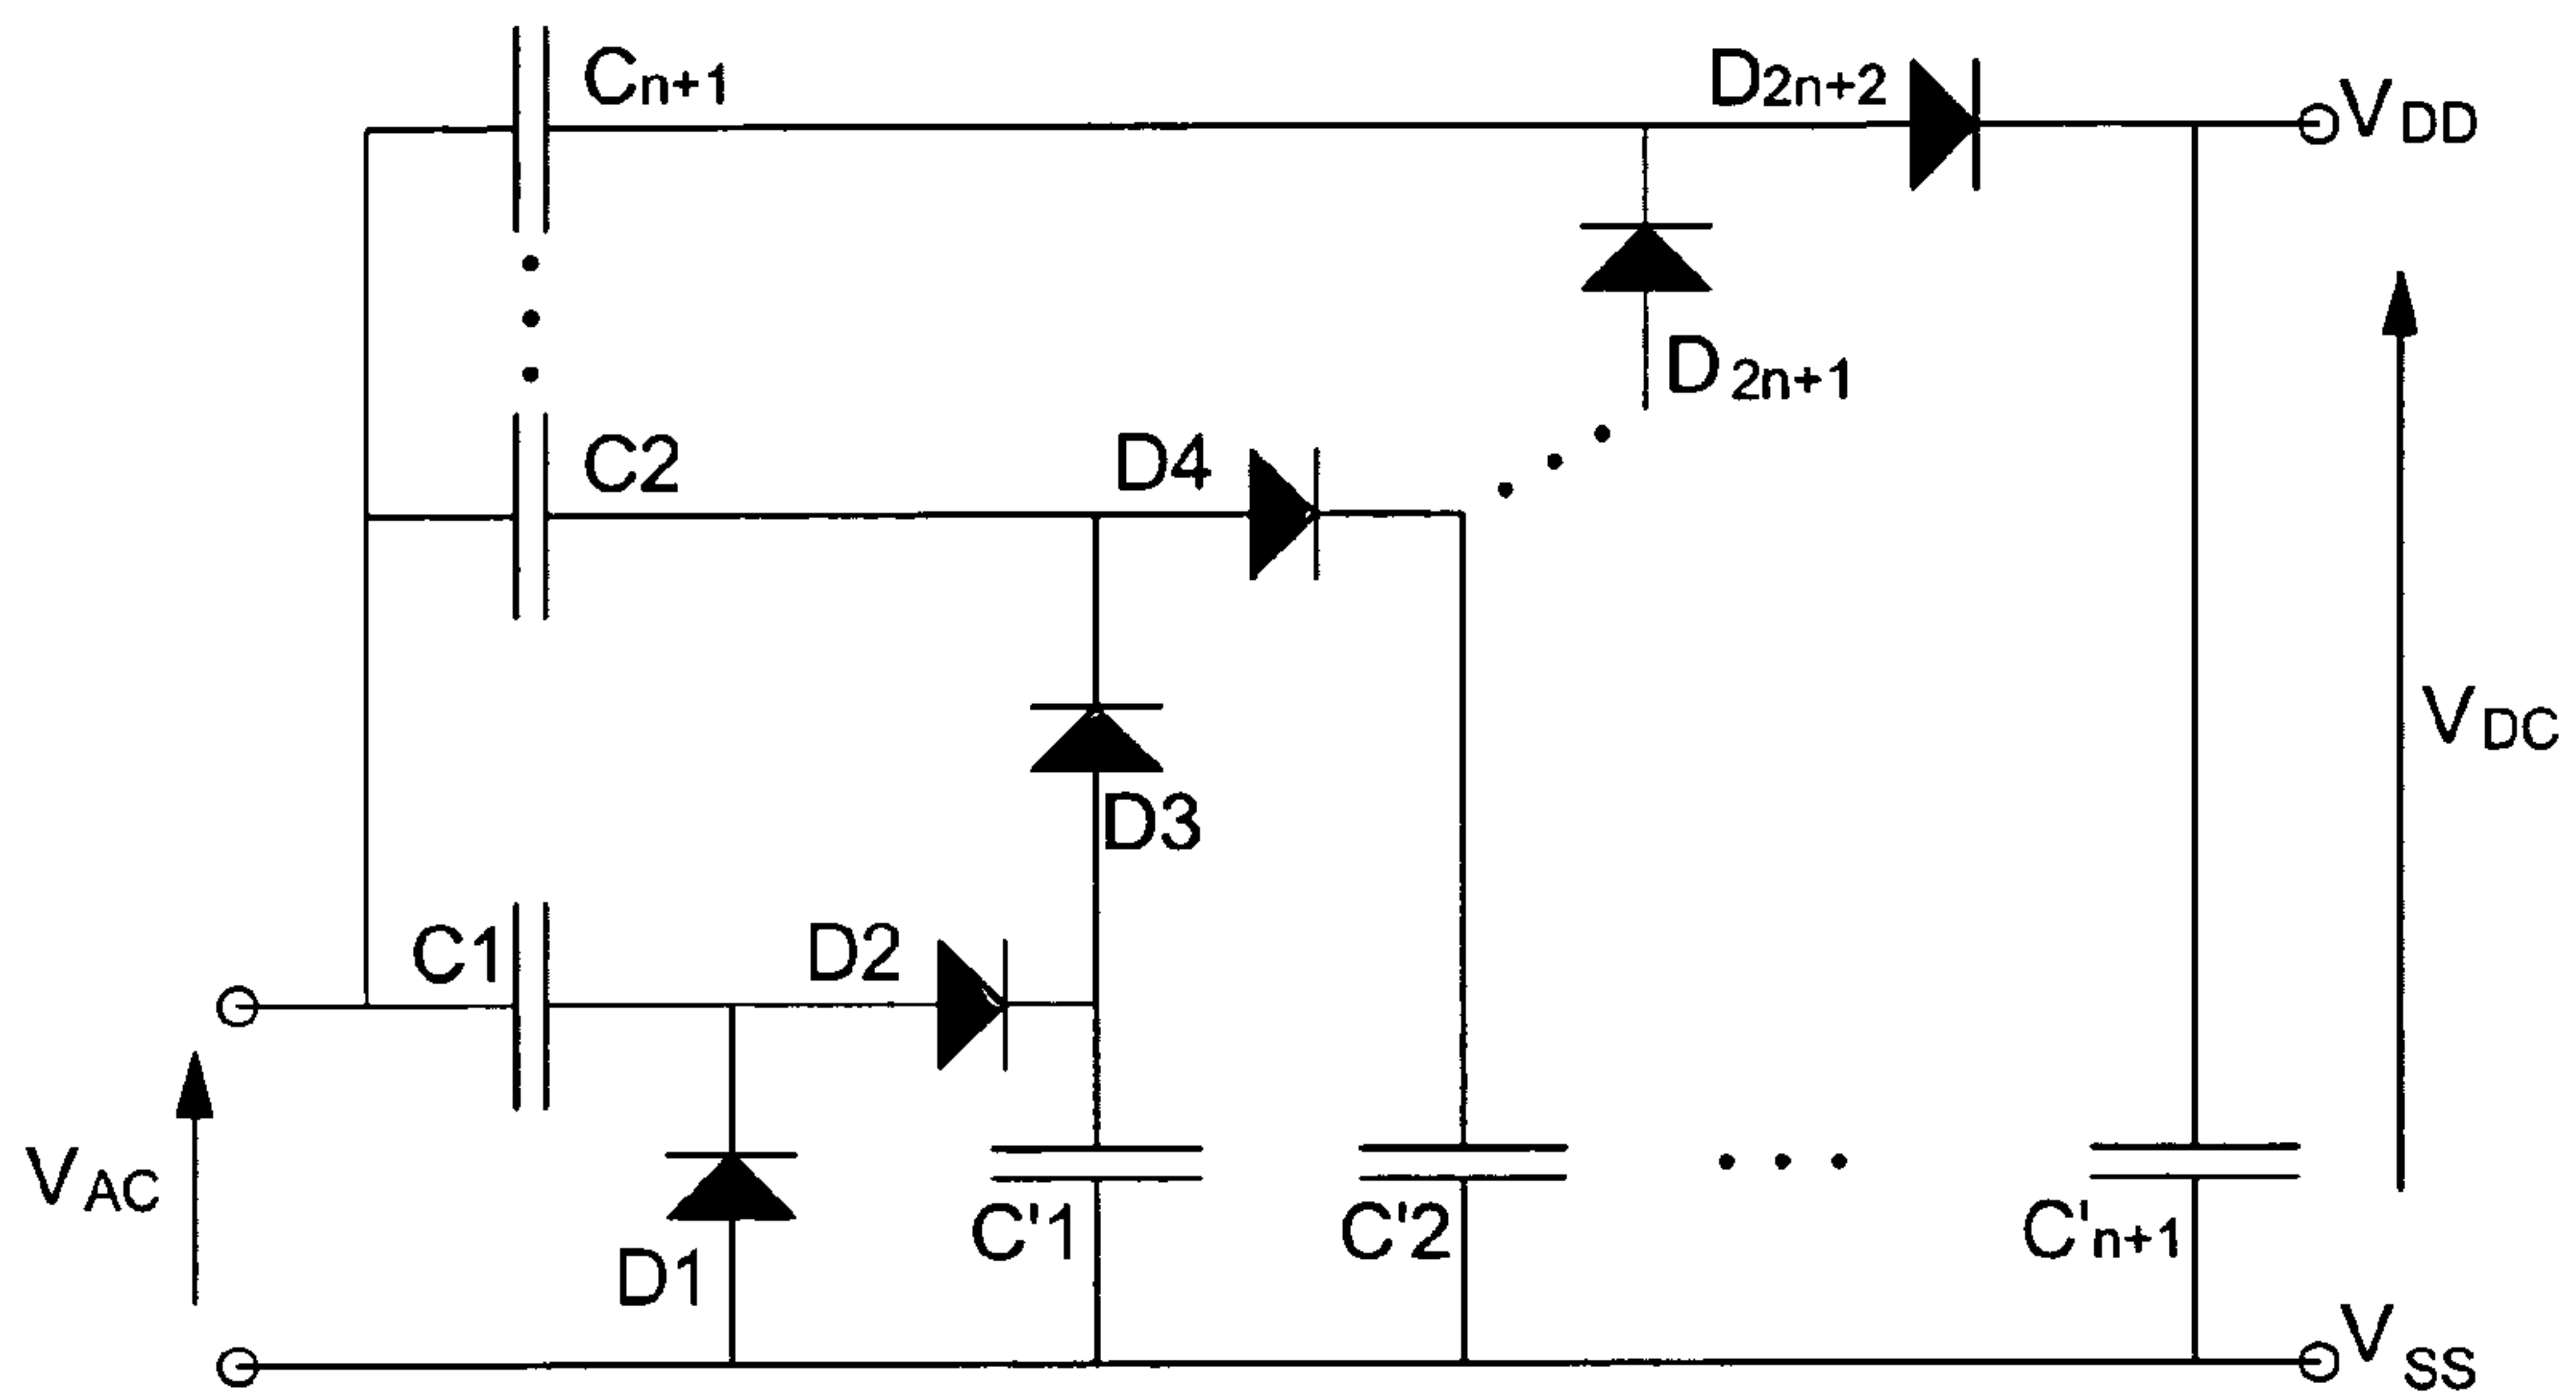 Cn+1
D2n+2
VDD
D2n+1
C2
D4
VDC
D3
C1
D2
VAC
C'1
C'2
C'n+1
D1
VSS